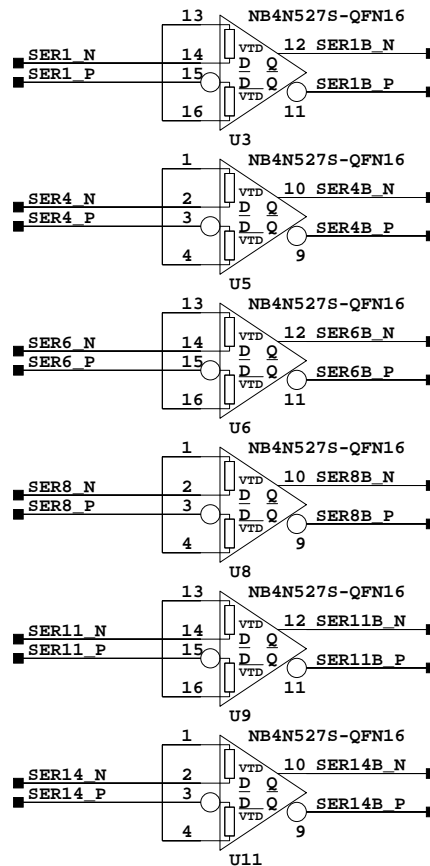 13 NB4N527S-QFN16
SER1_N 14 VTD D Q 12 SER1B_N
SER1_P 15 D Q SER1B_P
16 VTD 11
U3
1 NB4N527S-QFN16
SER4_N 2 VTD D Q 10 SER4B_N
SER4_P 3 D Q SER4B_P
4 VTD 9
U5
13 NB4N527S-QFN16
SER6_N 14 VTD D Q 12 SER6B_N
SER6_P 15 D Q SER6B_P
16 VTD 11
U6
1 NB4N527S-QFN16
SER8_N 2 VTD D Q 10 SER8B_N
SER8_P 3 D Q SER8B_P
4 VTD 9
U8
13 NB4N527S-QFN16
SER11_N 14 VTD D Q 12 SER11B_N
SER11_P 15 D Q SER11B_P
16 VTD 11
U9
1 NB4N527S-QFN16
SER14_N 2 VTD D Q 10 SER14B_N
SER14_P 3 D Q SER14B_P
4 VTD 9
U11